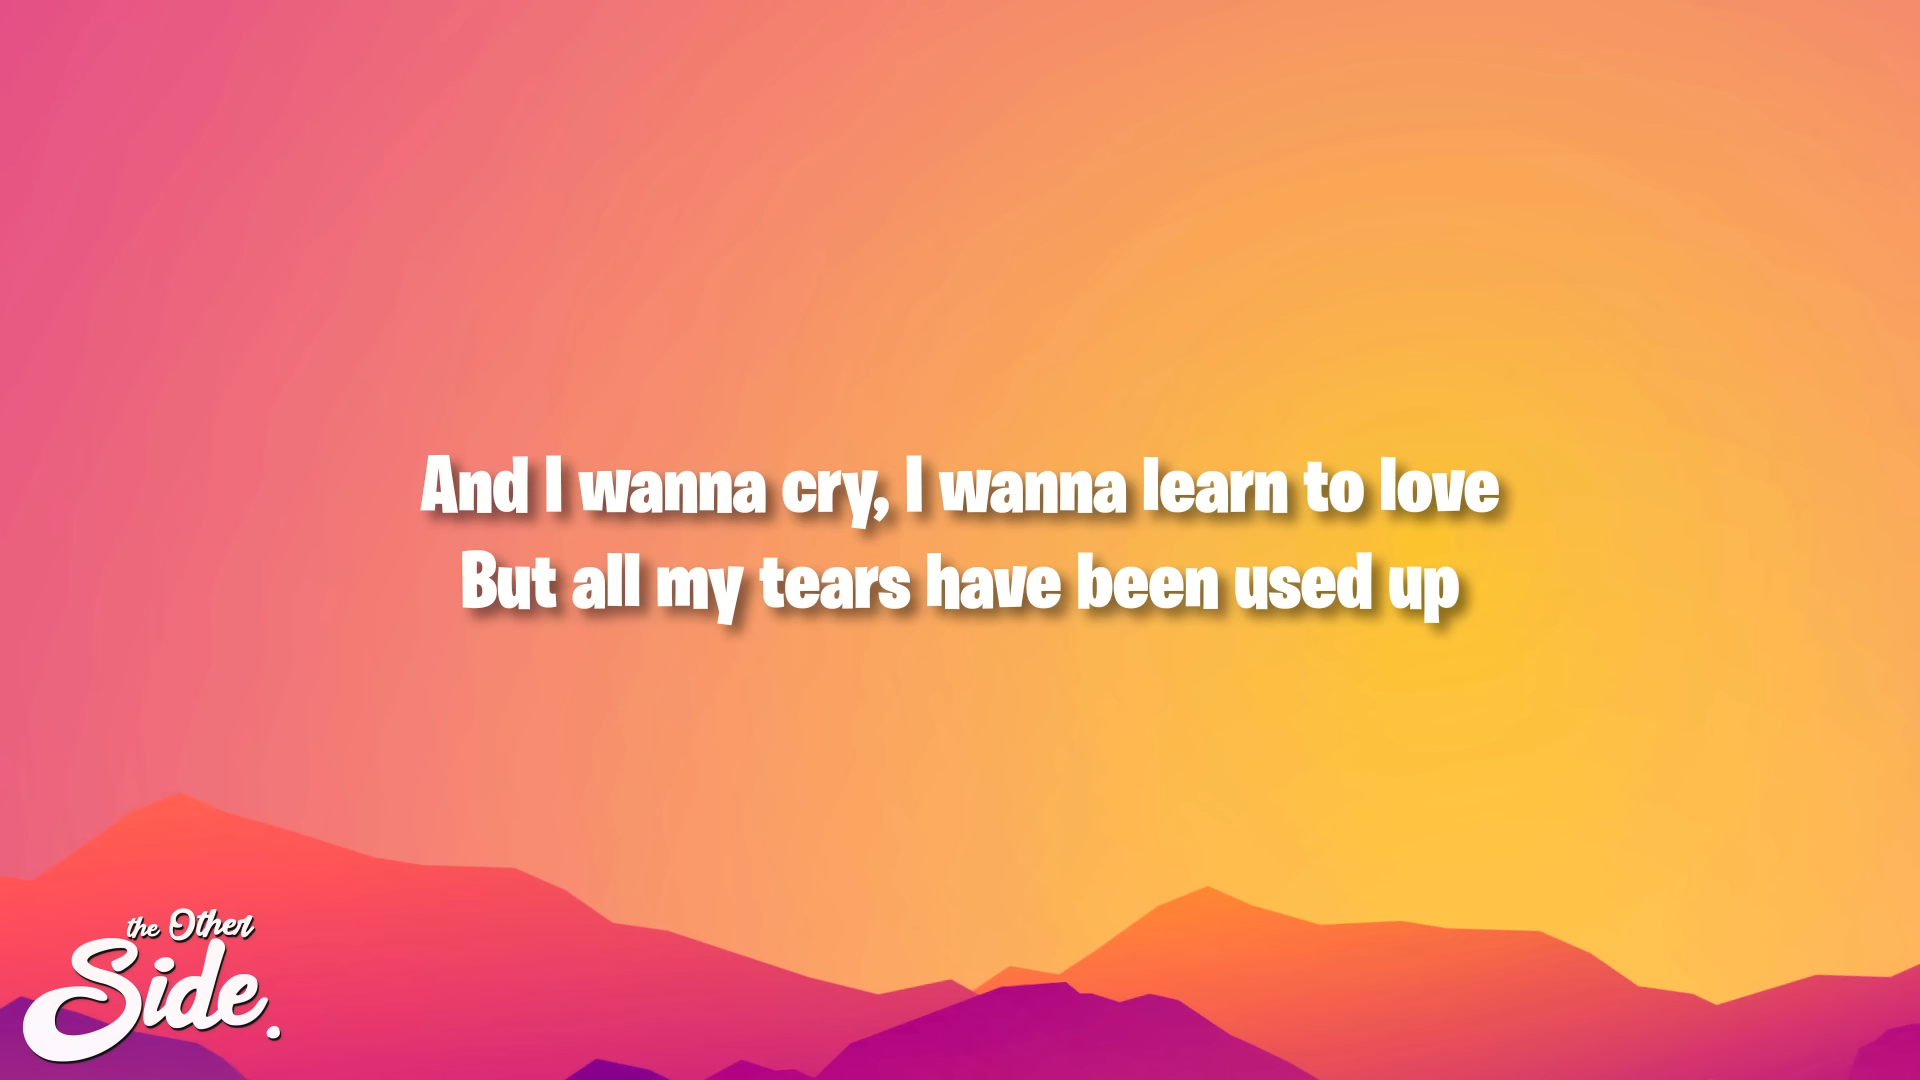 And I wanna cry, I wanna learn to love
But all my tears have been used up
the Other
Side.